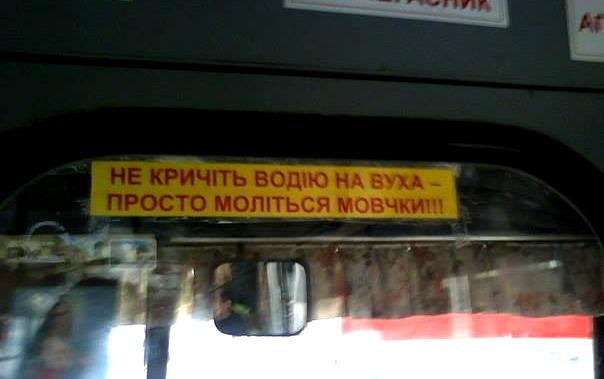 НЕ КРИЧІТЬ ВОДІЮ НА ВУХА –
ПРОСТО МОЛІТЬСЯ МОВЧКИ!!!